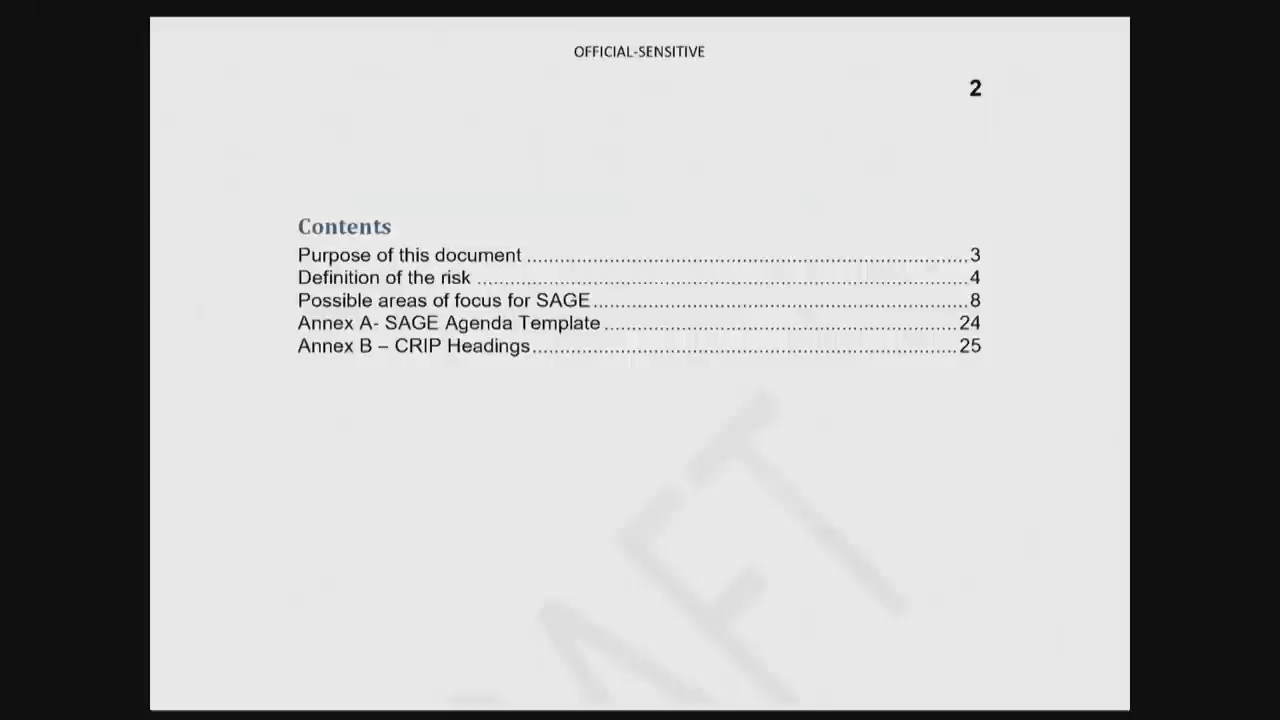 OFFICIAL-SENSITIVE
2
Contents
Purpose of this document ................................................................................ 3
Definition of the risk ......................................................................................... 4
Possible areas of focus for SAGE.................................................................... 8
Annex A- SAGE Agenda Template ................................................................ 24
Annex B – CRIP Headings............................................................................. 25